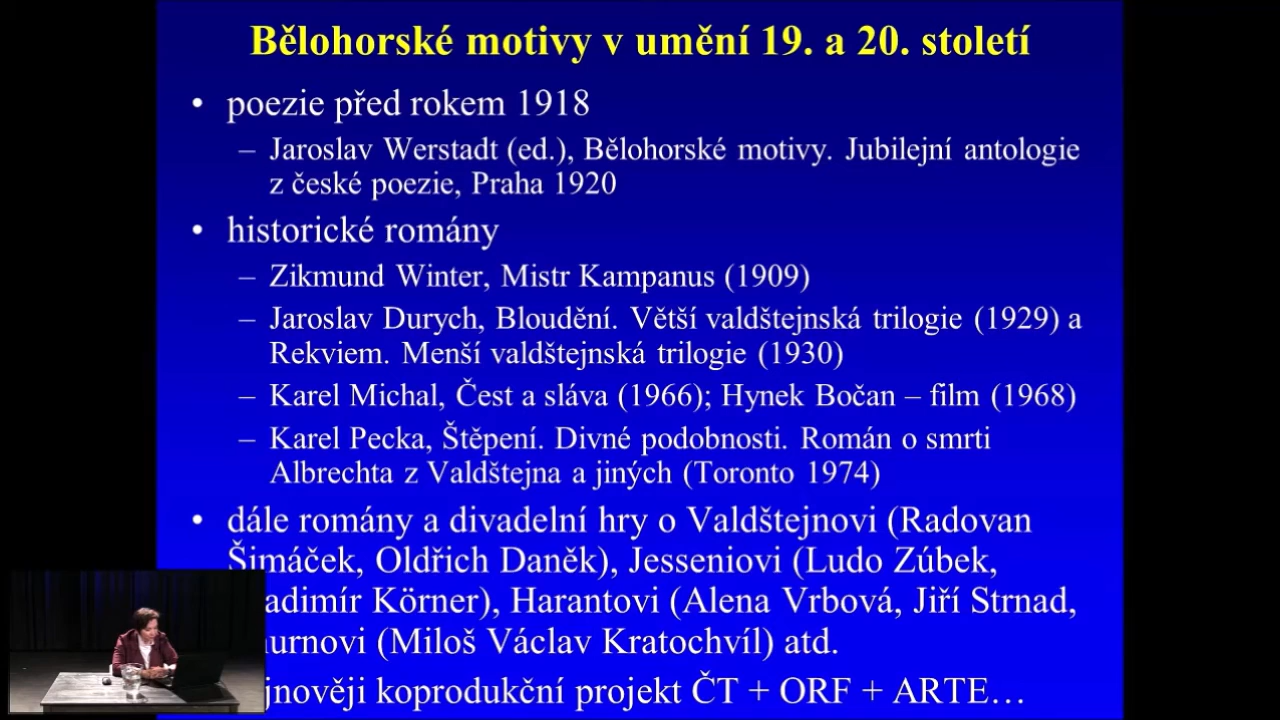 Bělohorské motivy v umění 19. a 20. století
• poezie před rokem 1918
– Jaroslav Werstadt (ed.), Bělohorské motivy. Jubilejní antologie
z české poezie, Praha 1920
• historické romány
– Zikmund Winter, Mistr Kampanus (1909)
– Jaroslav Durych, Bloudění. Větší valdštejnská trilogie (1929) a
Rekviem. Menší valdštejnská trilogie (1930)
– Karel Michal, Čest a sláva (1966); Hynek Bočan – film (1968)
– Karel Pecka, Štěpení. Divné podobnosti. Román o smrti
Albrechta z Valdštejna a jiných (Toronto 1974)
• dále romány a divadelní hry o Valdštejnovi (Radovan
Šimáček, Oldřich Daněk), Jesseniovi (Ludo Zúbek,
Körner), Harantovi (Alena Vrbová, Jiří Strnad,
(Miloš Václav Kratochvíl) atd.
koprodukční projekt ČT + ORF + ARTE…